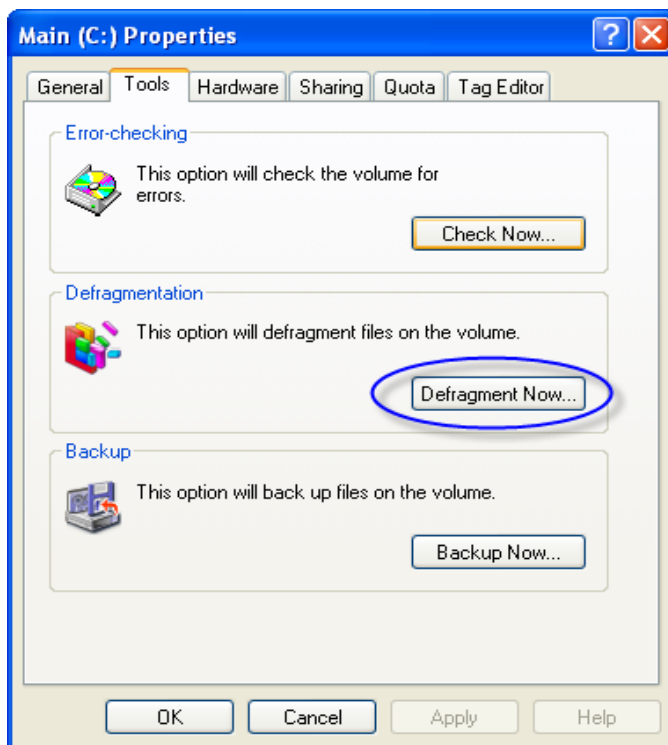 Main (C:) Properties
General Tools Hardware Sharing Quota Tag Editor
Error-checking
This option will check the volume for
errors.
Check Now...
Defragmentation
This option will defragment files on the volume.
Defragment Now...
Backup
This option will back up files on the volume.
Backup Now...
OK Cancel Apply Help